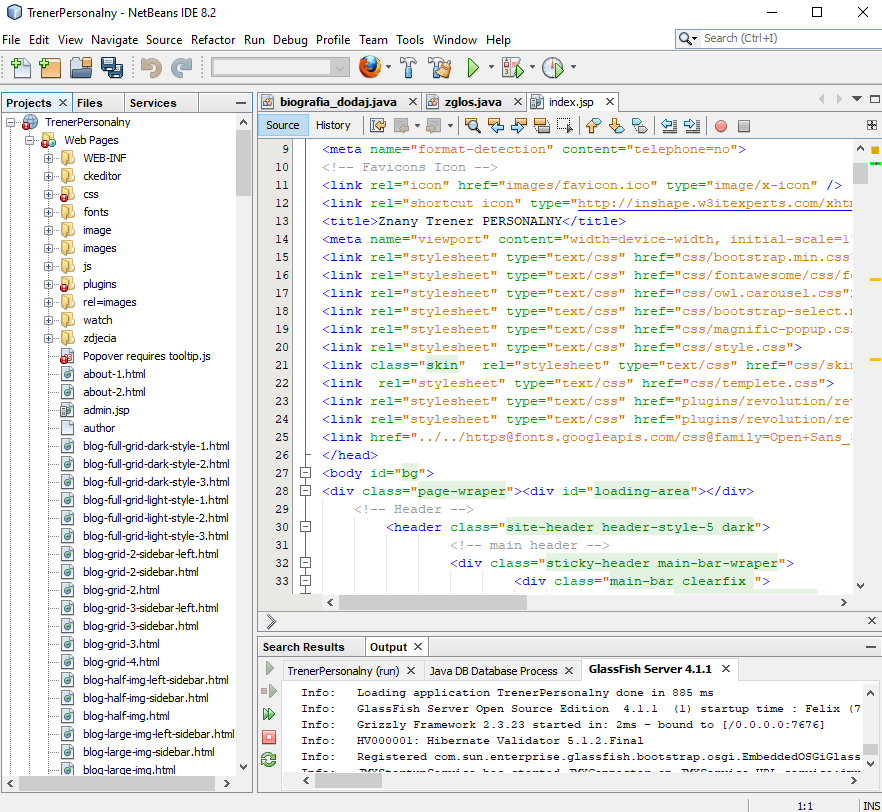 TrenerPersonalny - NetBeans IDE 8.2
File Edit View Navigate Source Refactor Run Debug Profile Team Tools Window Help
Search (Ctrl+I)
Projects Files Services
TrenerPersonalny
Web Pages
WEB-INF
ckeditor
css
fonts
image
images
js
plugins
rel=images
watch
zdjecia
Popover requires tooltip.js
about-1.html
about-2.html
admin.jsp
author
blog-full-grid-dark-style-1.html
blog-full-grid-dark-style-2.html
blog-full-grid-dark-style-3.html
blog-full-grid-light-style-1.html
blog-full-grid-light-style-2.html
blog-full-grid-light-style-3.html
blog-grid-2-sidebar-left.html
blog-grid-2-sidebar.html
blog-grid-2.html
blog-grid-3-sidebar-left.html
blog-grid-3-sidebar.html
blog-grid-3.html
blog-grid-4.html
blog-half-img-left-sidebar.html
blog-half-img-sidebar.html
blog-half-img.html
blog-large-img-left-sidebar.html
blog-large-img-sidebar.html
blog-large-img.html
biografia_dodaj.java zglos.java index.jsp
Source History
9 <meta name="format-detection" content="telephone=no">
10 <!-- Favicons Icon -->
11 <link rel="icon" href="images/favicon.ico" type="image/x-icon" />
12 <link rel="shortcut icon" type="http://inshape.w3itexperts.com/xhtm
13 <title>Znany Trener PERSONALNY</title>
14 <meta name="viewport" content="width=device-width, initial-scale=1"
15 <link rel="stylesheet" type="text/css" href="css/bootstrap.min.css"
16 <link rel="stylesheet" type="text/css" href="css/fontawesome/css/fo
17 <link rel="stylesheet" type="text/css" href="css/owl.carousel.css">
18 <link rel="stylesheet" type="text/css" href="css/bootstrap-select.m
19 <link rel="stylesheet" type="text/css" href="css/magnific-popup.css
20 <link rel="stylesheet" type="text/css" href="css/style.css">
21 <link class="skin"  rel="stylesheet" type="text/css" href="css/skin
22 <link  rel="stylesheet" type="text/css" href="css/templete.css">
23 <link rel="stylesheet" type="text/css" href="plugins/revolution/rev
24 <link rel="stylesheet" type="text/css" href="plugins/revolution/rev
25 <link href="../../https@fonts.googleapis.com/css@family=Open+Sans_
26 </head>
27 <body id="bg">
28 <div class="page-wraper"><div id="loading-area"></div>
29 <!-- Header -->
30 <header class="site-header header-style-5 dark">
31 <!-- main header -->
32 <div class="sticky-header main-bar-wraper">
33 <div class="main-bar clearfix ">
Search Results Output
TrenerPersonalny (run) Java DB Database Process GlassFish Server 4.1.1
Info: Loading application TrenerPersonalny done in 885 ms
Info: GlassFish Server Open Source Edition  4.1.1  (1) startup time : Felix (7
Info: Grizzly Framework 2.3.23 started in: 2ms - bound to [/0.0.0.0:7676]
Info: HV000001: Hibernate Validator 5.1.2.Final
Info: Registered com.sun.enterprise.glassfish.bootstrap.osgi.EmbeddedOSGiGlass
1:1 INS